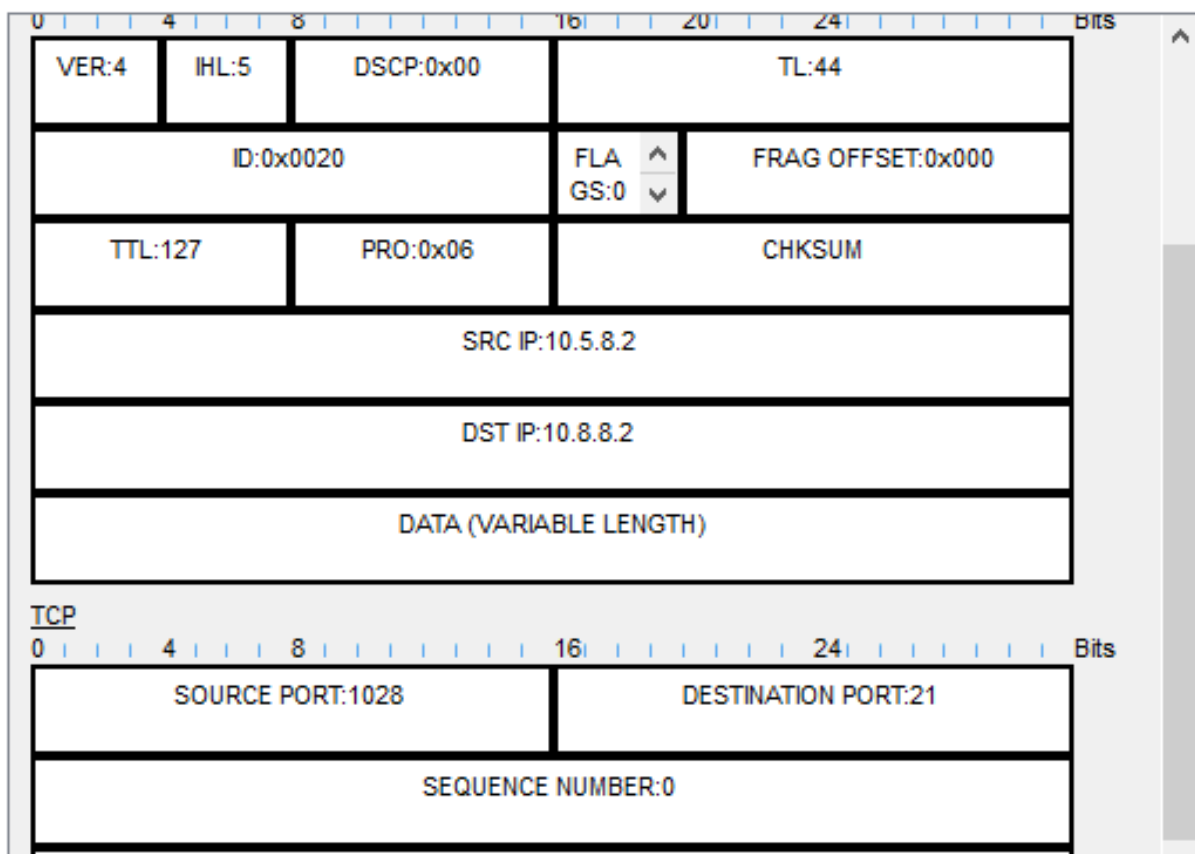 0 4 8 16 20 24 Bits
VER:4 IHL:5 DSCP:0x00 TL:44
ID:0x0020 FLA GS:0 FRAG OFFSET:0x000
TTL:127 PRO:0x06 CHKSUM
SRC IP:10.5.8.2
DST IP:10.8.8.2
DATA (VARIABLE LENGTH)
TCP
0 4 8 16 24 Bits
SOURCE PORT:1028 DESTINATION PORT:21
SEQUENCE NUMBER:0